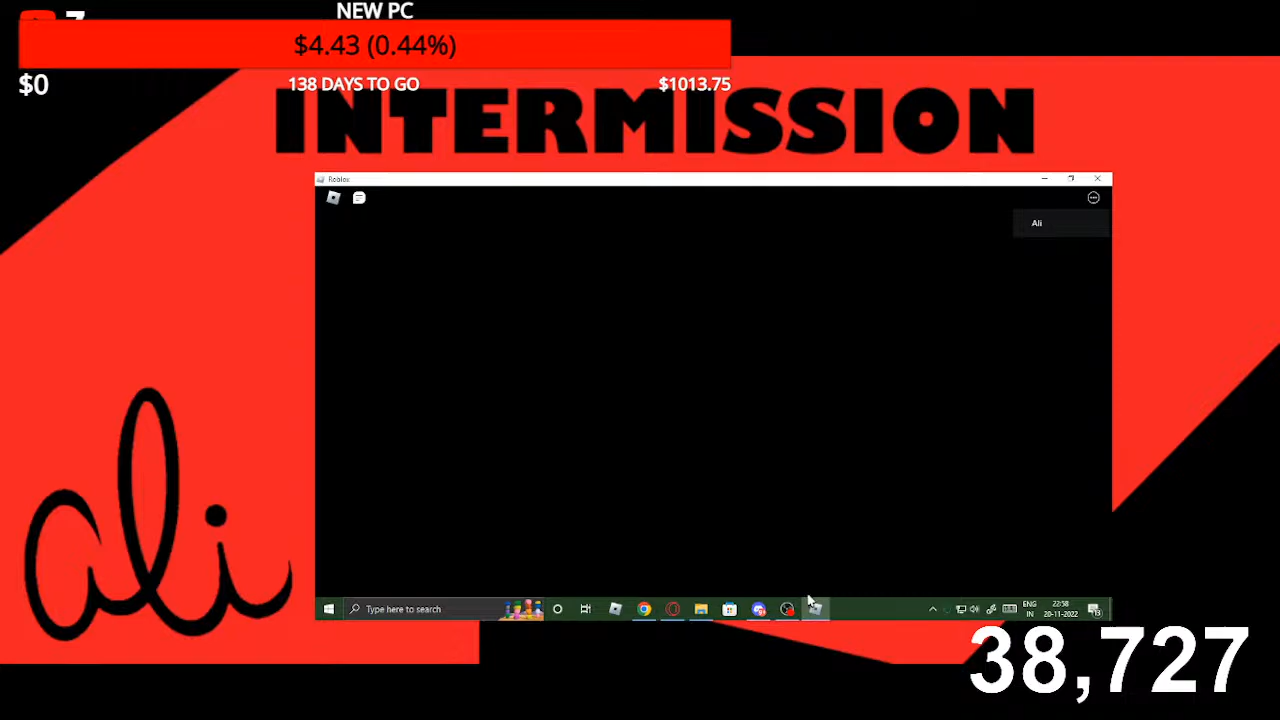 NEW PC
$4.43 (0.44%)
$0
138 DAYS TO GO
$1013.75
INTERMISSION
Roblox
Ali
ali
Type here to search
ENG
IN
22:58
20-11-2022
38,727